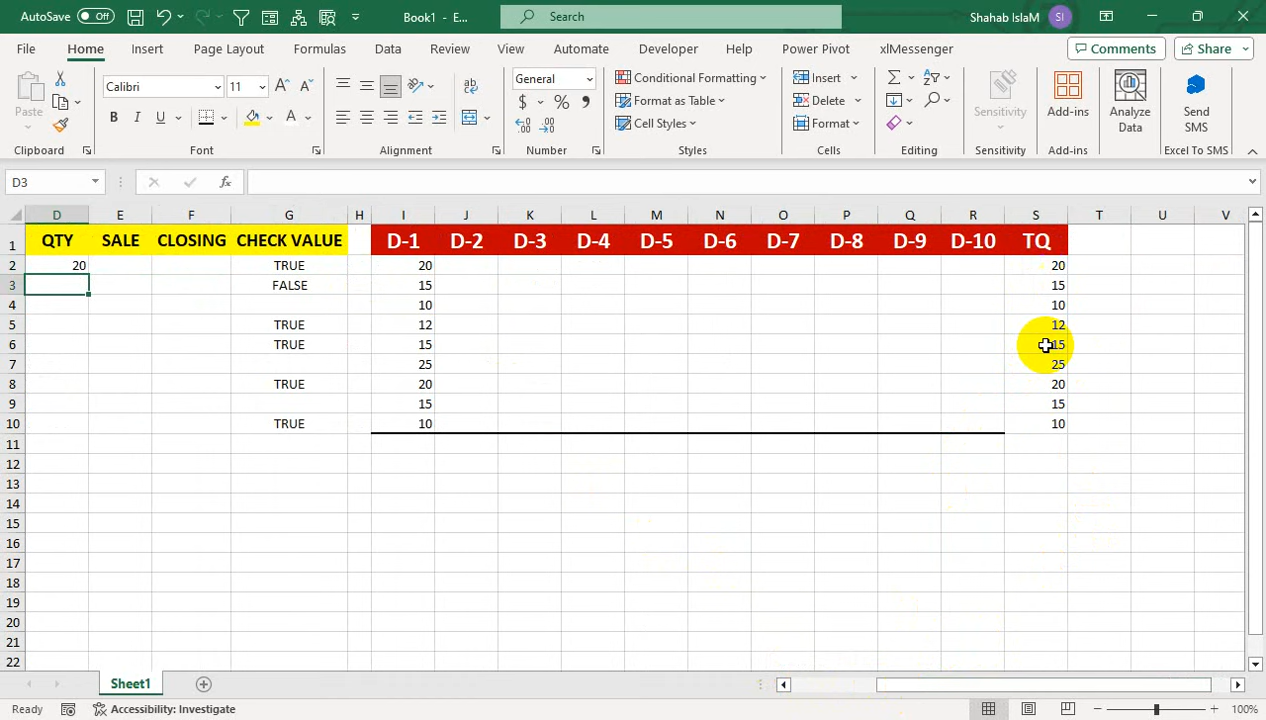 AutoSave Off Book1 - E... Search Shahab IslaM SI
File Home Insert Page Layout Formulas Data Review View Automate Developer Help Power Pivot xlMessenger Comments Share
Paste Calibri 11 General Conditional Formatting Insert
B I U $ % Format as Table Delete Sensitivity Add-ins Analyze Data Send SMS
Cell Styles Format
Clipboard Font Alignment Number Styles Cells Editing Sensitivity Add-ins Excel To SMS
D3 fx
D E F G H I J K L M N O P Q R S T U V
1 QTY SALE CLOSING CHECK VALUE D-1 D-2 D-3 D-4 D-5 D-6 D-7 D-8 D-9 D-10 TQ
2 20 TRUE 20 20
3 FALSE 15 15
4 10 10
5 TRUE 12 12
6 TRUE 15 15
7 25 25
8 TRUE 20 20
9 15 15
10 TRUE 10 10
11
12
13
14
15
16
17
18
19
20
21
22
Sheet1
Ready Accessibility: Investigate 100%